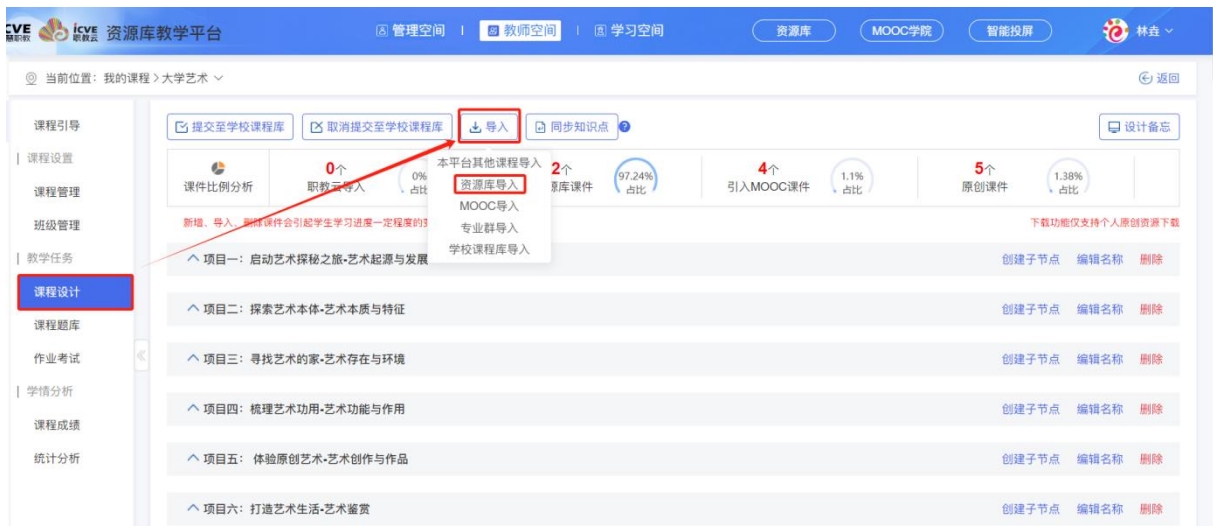 ICVE 智慧职教 icve 职教云 资源库教学平台 管理空间 教师空间 学习空间 资源库 MOOC学院 智能投屏 林垚
当前位置：我的课程 > 大学艺术 返回
课程引导
课程设置
课程管理
班级管理
教学任务
课程设计
课程题库
作业考试
学情分析
课程成绩
统计分析
提交至学校课程库 取消提交至学校课程库 导入 同步知识点 设计备忘
本平台其他课程导入
资源库导入
MOOC导入
专业群导入
学校课程库导入
课件比例分析
0个
职教云导入
0%
占比
2个
源库课件
97.24%
占比
4个
引入MOOC课件
1.1%
占比
5个
原创课件
1.38%
占比
新增、导入、删除课件会引起学生学习进度一定程度的 下载功能仅支持个人原创资源下载
项目一：启动艺术探秘之旅-艺术起源与发展 创建子节点 编辑名称 删除
项目二：探索艺术本体-艺术本质与特征 创建子节点 编辑名称 删除
项目三：寻找艺术的家-艺术存在与环境 创建子节点 编辑名称 删除
项目四：梳理艺术功用-艺术功能与作用 创建子节点 编辑名称 删除
项目五： 体验原创艺术-艺术创作与作品 创建子节点 编辑名称 删除
项目六：打造艺术生活-艺术鉴赏 创建子节点 编辑名称 删除